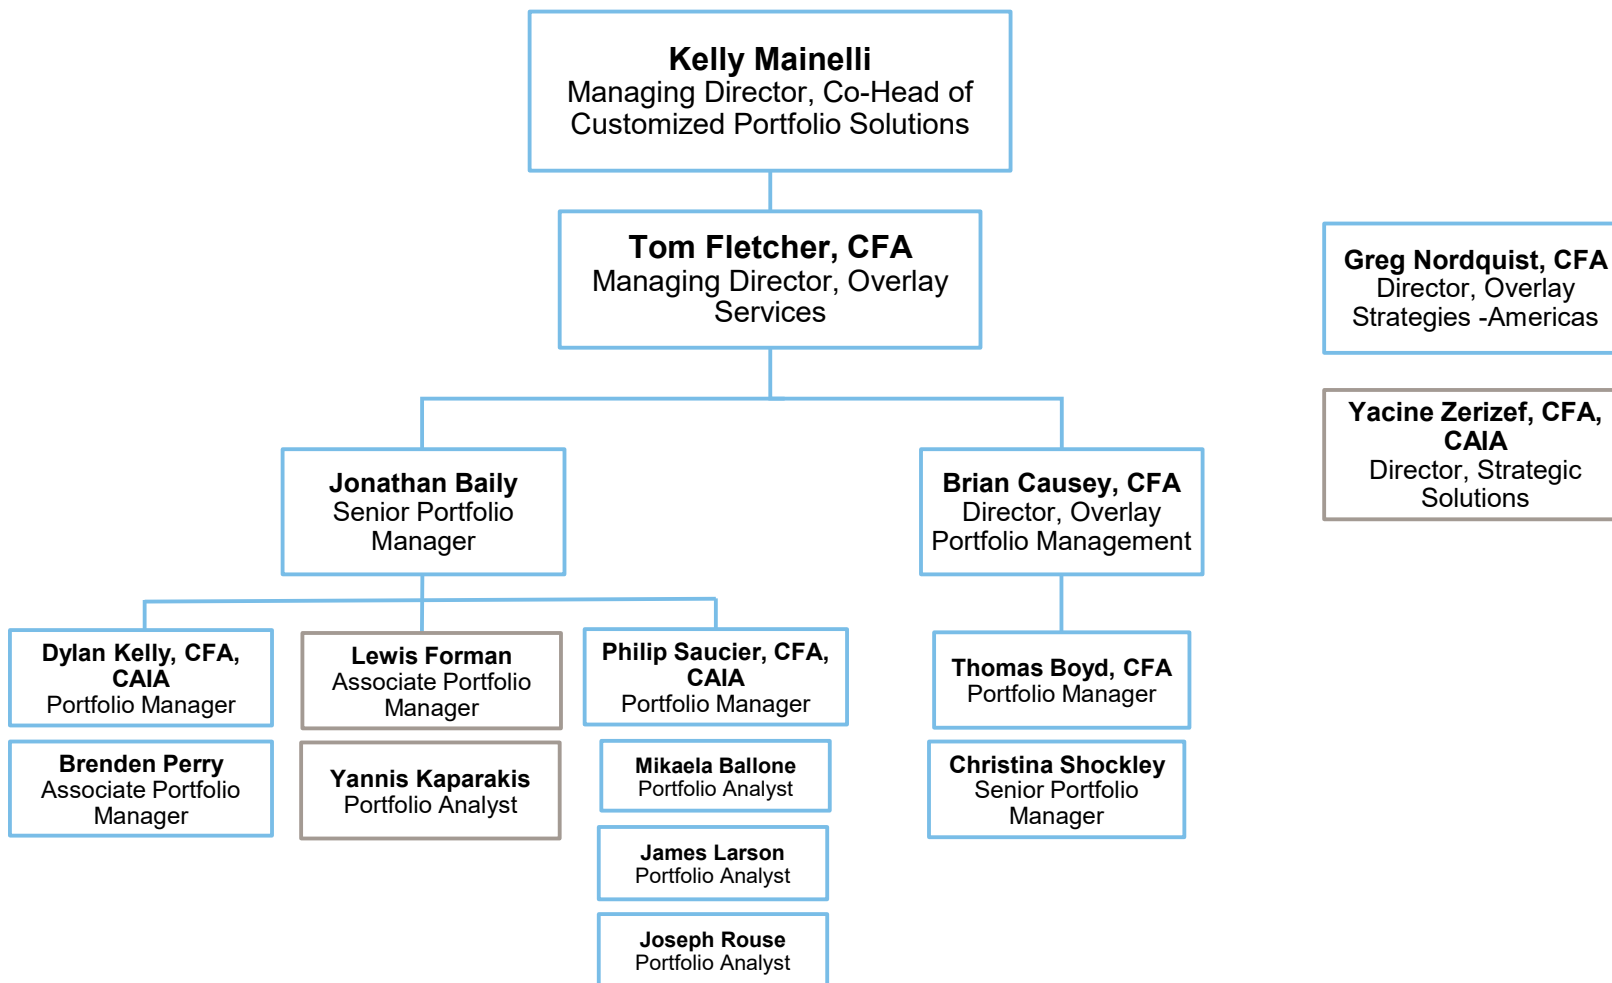 Kelly Mainelli
Managing Director, Co-Head of
Customized Portfolio Solutions
Tom Fletcher, CFA
Managing Director, Overlay
Services
Greg Nordquist, CFA
Director, Overlay
Strategies -Americas
Yacine Zerizef, CFA,
CAIA
Director, Strategic
Solutions
Jonathan Baily
Senior Portfolio
Manager
Brian Causey, CFA
Director, Overlay
Portfolio Management
Dylan Kelly, CFA,
CAIA
Portfolio Manager
Lewis Forman
Associate Portfolio
Manager
Philip Saucier, CFA,
CAIA
Portfolio Manager
Thomas Boyd, CFA
Portfolio Manager
Brenden Perry
Associate Portfolio
Manager
Yannis Kaparakis
Portfolio Analyst
Mikaela Ballone
Portfolio Analyst
Christina Shockley
Senior Portfolio
Manager
James Larson
Portfolio Analyst
Joseph Rouse
Portfolio Analyst